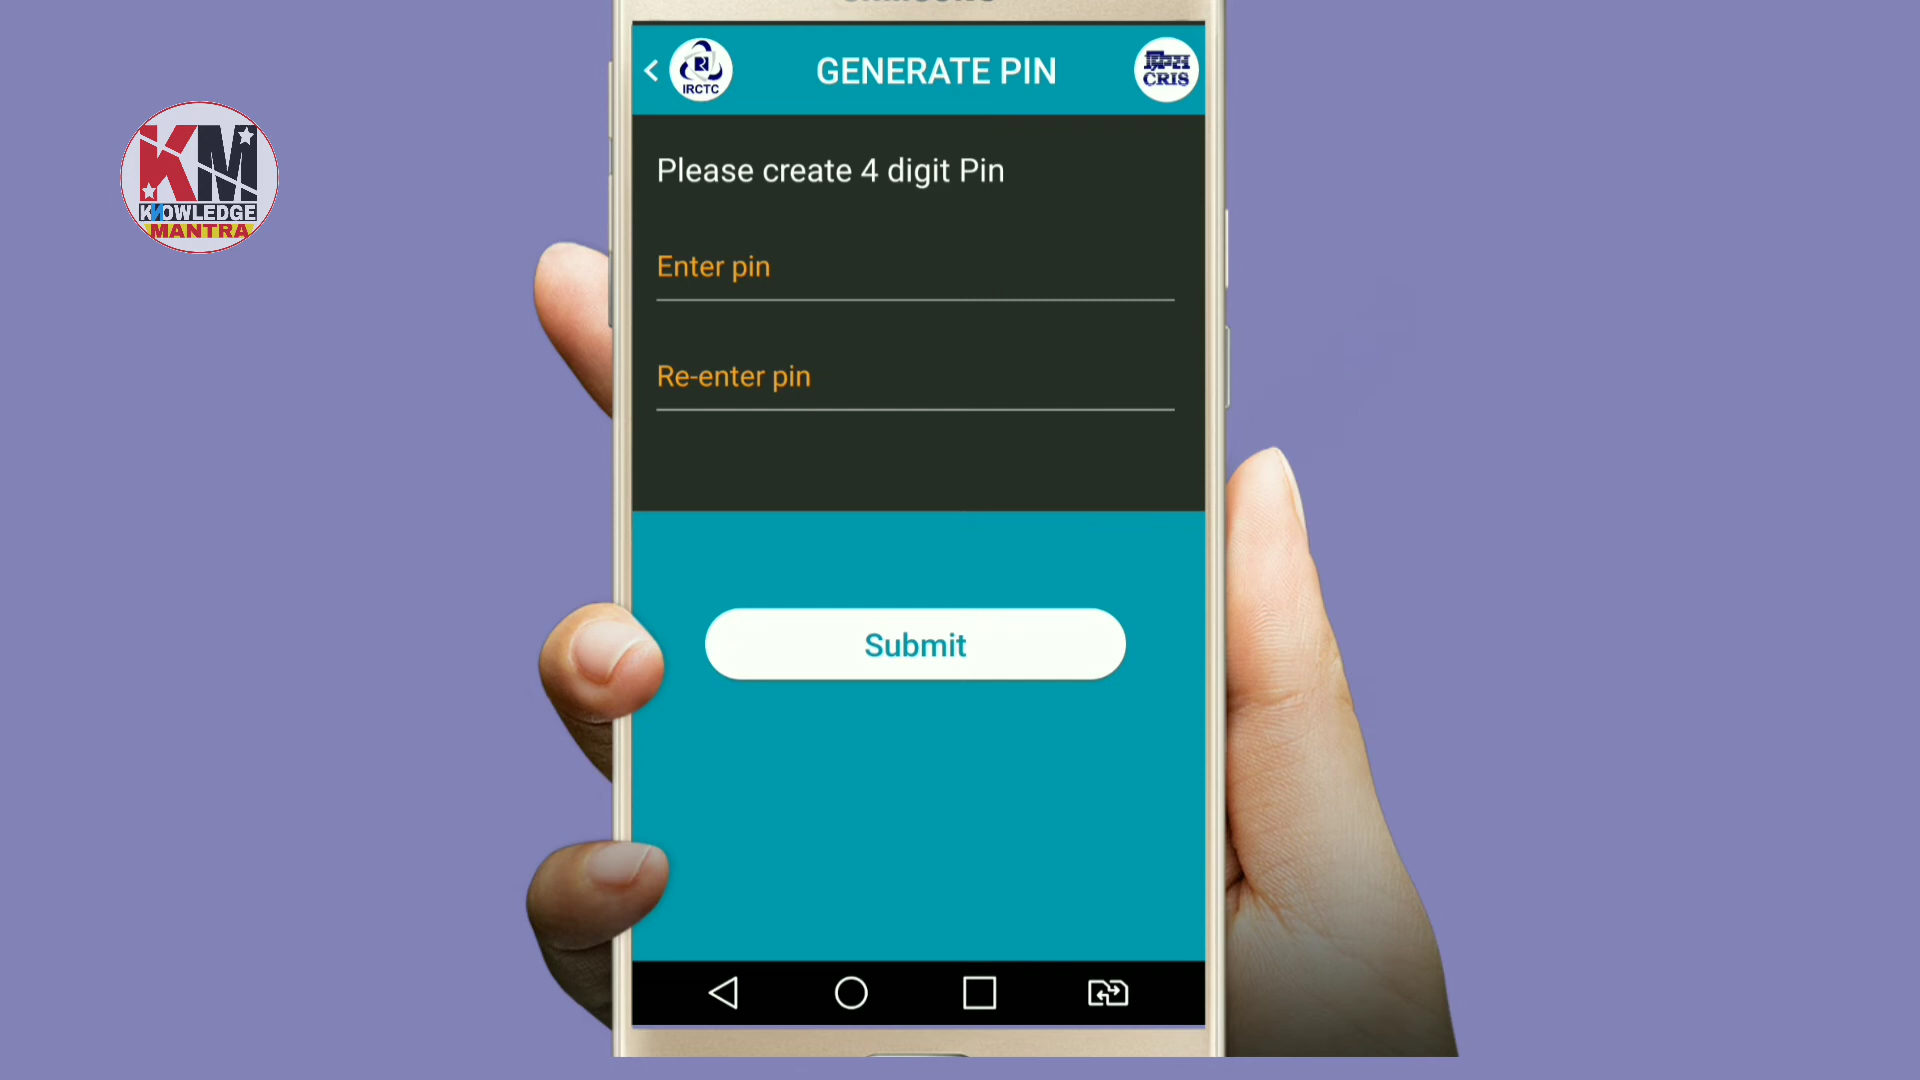 IRCTC
GENERATE PIN
क्रिस
CRIS
Please create 4 digit Pin
Enter pin
Re-enter pin
Submit
KM
KNOWLEDGE
MANTRA